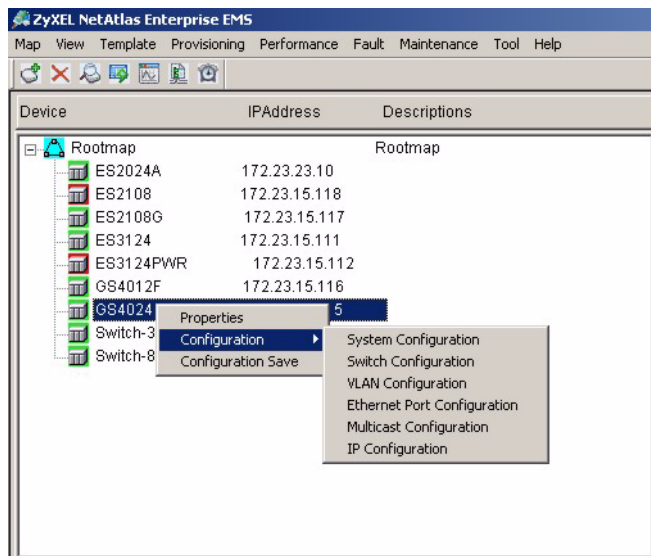 ZyXEL NetAtlas Enterprise EMS
Map View Template Provisioning Performance Fault Maintenance Tool Help
Device IPAddress Descriptions
Rootmap Rootmap
ES2024A 172.23.23.10
ES2108 172.23.15.118
ES2108G 172.23.15.117
ES3124 172.23.15.111
ES3124PWR 172.23.15.112
GS4012F 172.23.15.116
GS4024 5
Properties
Switch-3
Configuration
System Configuration
Switch-8
Configuration Save
Switch Configuration
VLAN Configuration
Ethernet Port Configuration
Multicast Configuration
IP Configuration